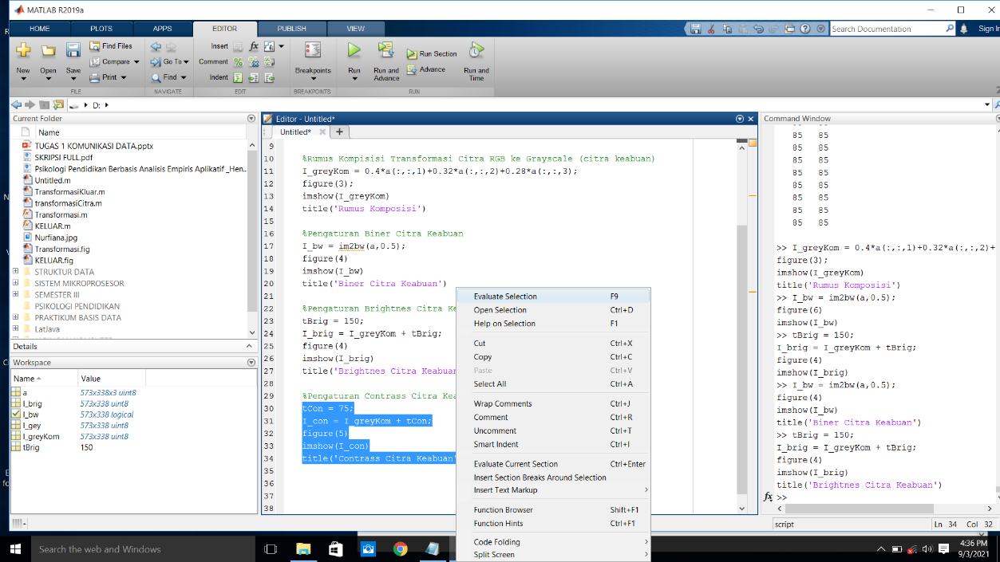 MATLAB R2019a
HOME PLOTS APPS EDITOR PUBLISH VIEW
Search Documentation
Sign In
New Open Save
Find Files
Compare
Print
Go To
Find
Insert
Comment
Indent
Breakpoints
Run
Run and Advance
Run Section
Advance
Run and Time
FILE NAVIGATE EDIT BREAKPOINTS RUN
D:
Current Folder
Name
TUGAS 1 KOMUNIKASI DATA.pptx
SKRIPSI FULL.pdf
Psikologi Pendidikan Berbasis Analisis Empiris Aplikatif _Hen...
Untitled.m
TransformasiKluar.m
transformasiCitra.m
Transformasi.m
KELUAR.m
Nurfiana.jpg
Transformasi.fig
KELUAR.fig
STRUKTUR DATA
SISTEM MIKROPROSESOR
SEMESTER III
PSIKOLOGI PENDIDIKAN
PRAKTIKUM BASIS DATA
LatJava
Details
Workspace
Name Value
a 573x338x3 uint8
I_brig 573x338 uint8
I_bw 573x338 logical
I_gey 573x338 uint8
I_greyKom 573x338 uint8
tBrig 150
Editor - Untitled*
Untitled*
9
10 %Rumus Kompisisi Transformasi Citra RGB ke Grayscale (citra keabuan)
11 I_greyKom = 0.4*a(:,:,1)+0.32*a(:,:,2)+0.28*a(:,:,3);
12 figure(3);
13 imshow(I_greyKom)
14 title('Rumus Komposisi')
15
16 %Pengaturan Biner Citra Keabuan
17 I_bw = im2bw(a,0.5);
18 figure(4)
19 imshow(I_bw)
20 title('Biner Citra Keabuan')
21
22 %Pengaturan Brightnes Citra Ke
23 tBrig = 150;
24 I_brig = I_greyKom + tBrig;
25 figure(4)
26 imshow(I_brig)
27 title('Brightnes Citra Keabuan
28
29 %Pengaturan Contrass Citra Kea
30 tCon = 75;
31 I_con = I_greyKom + tCon;
32 figure(5)
33 imshow(I_con)
34 title('Contrass Citra Keabuan'
35
36
37
38
Evaluate Selection F9
Open Selection Ctrl+D
Help on Selection F1
Cut Ctrl+X
Copy Ctrl+C
Paste Ctrl+V
Select All Ctrl+A
Wrap Comments Ctrl+J
Comment Ctrl+R
Uncomment Ctrl+T
Smart Indent Ctrl+I
Evaluate Current Section Ctrl+Enter
Insert Section Breaks Around Selection
Insert Text Markup
Function Browser Shift+F1
Function Hints Ctrl+F1
Code Folding
Split Screen
Command Window
85 85
85 85
85 85
85 85
85 85
85 85
85 85
85 85
>> I_greyKom = 0.4*a(:,:,1)+0.32*a(:,:,2)+
figure(3);
imshow(I_greyKom)
title('Rumus Komposisi')
>> I_bw = im2bw(a,0.5);
figure(6)
imshow(I_bw)
>> tBrig = 150;
I_brig = I_greyKom + tBrig;
figure(4)
imshow(I_brig)
>> I_bw = im2bw(a,0.5);
figure(4)
imshow(I_bw)
title('Biner Citra Keabuan')
>> tBrig = 150;
I_brig = I_greyKom + tBrig;
figure(4)
imshow(I_brig)
title('Brightnes Citra Keabuan')
fx >>
script Ln 34 Col 32
Search the web and Windows
4:36 PM
9/3/2021